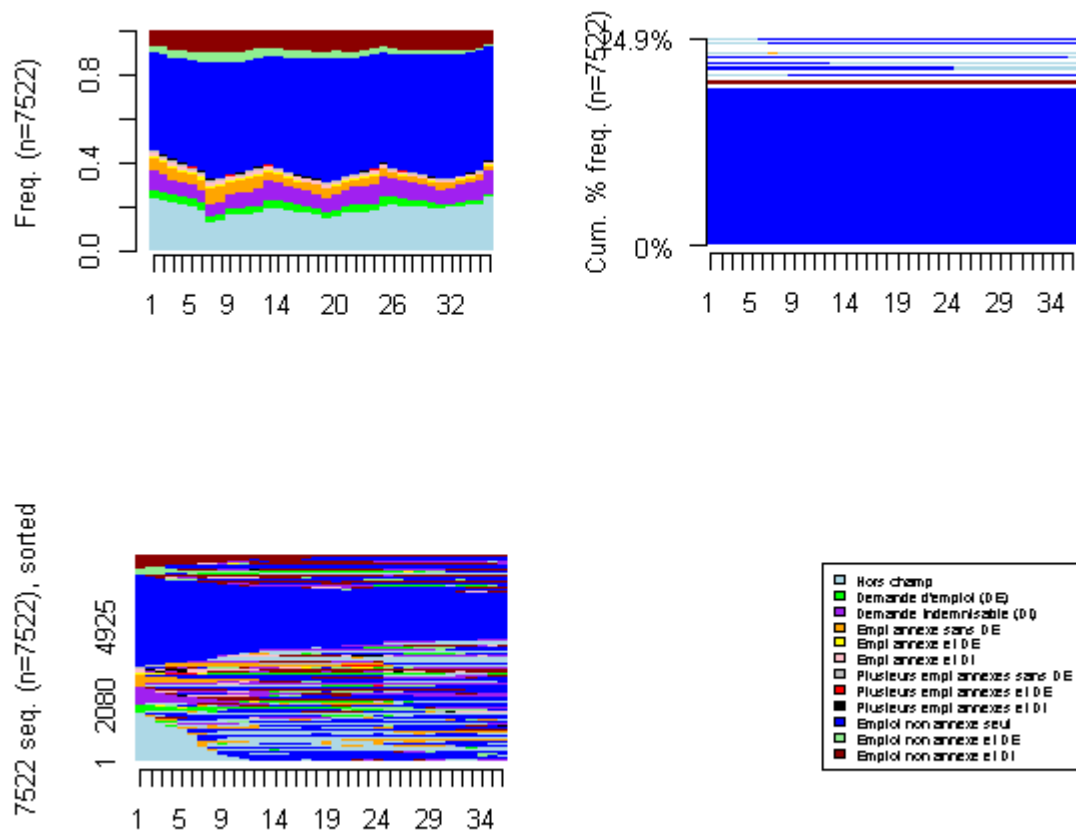 Freq. (n=7522)
0.0
0.4
0.8
1 5 9 14 20 26 32
Cum. % freq. (n=7522)
24.9%
0%
1 4 9 14 19 24 29 34
7522 seq. (n=7522), sorted
1
2080
4925
1 5 9 14 19 24 29 34
Hors champ
Demande d'emploi (DE)
Demande indemnisable (DI)
Empl annexe sans DE
Empl annexe et DE
Empl annexe et DI
Plusieurs empl annexes sans DE
Plusieurs empl annexes et DE
Plusieurs empl annexes et DI
Emploi non annexe seul
Emploi non annexe et DE
Emploi non annexe et DI